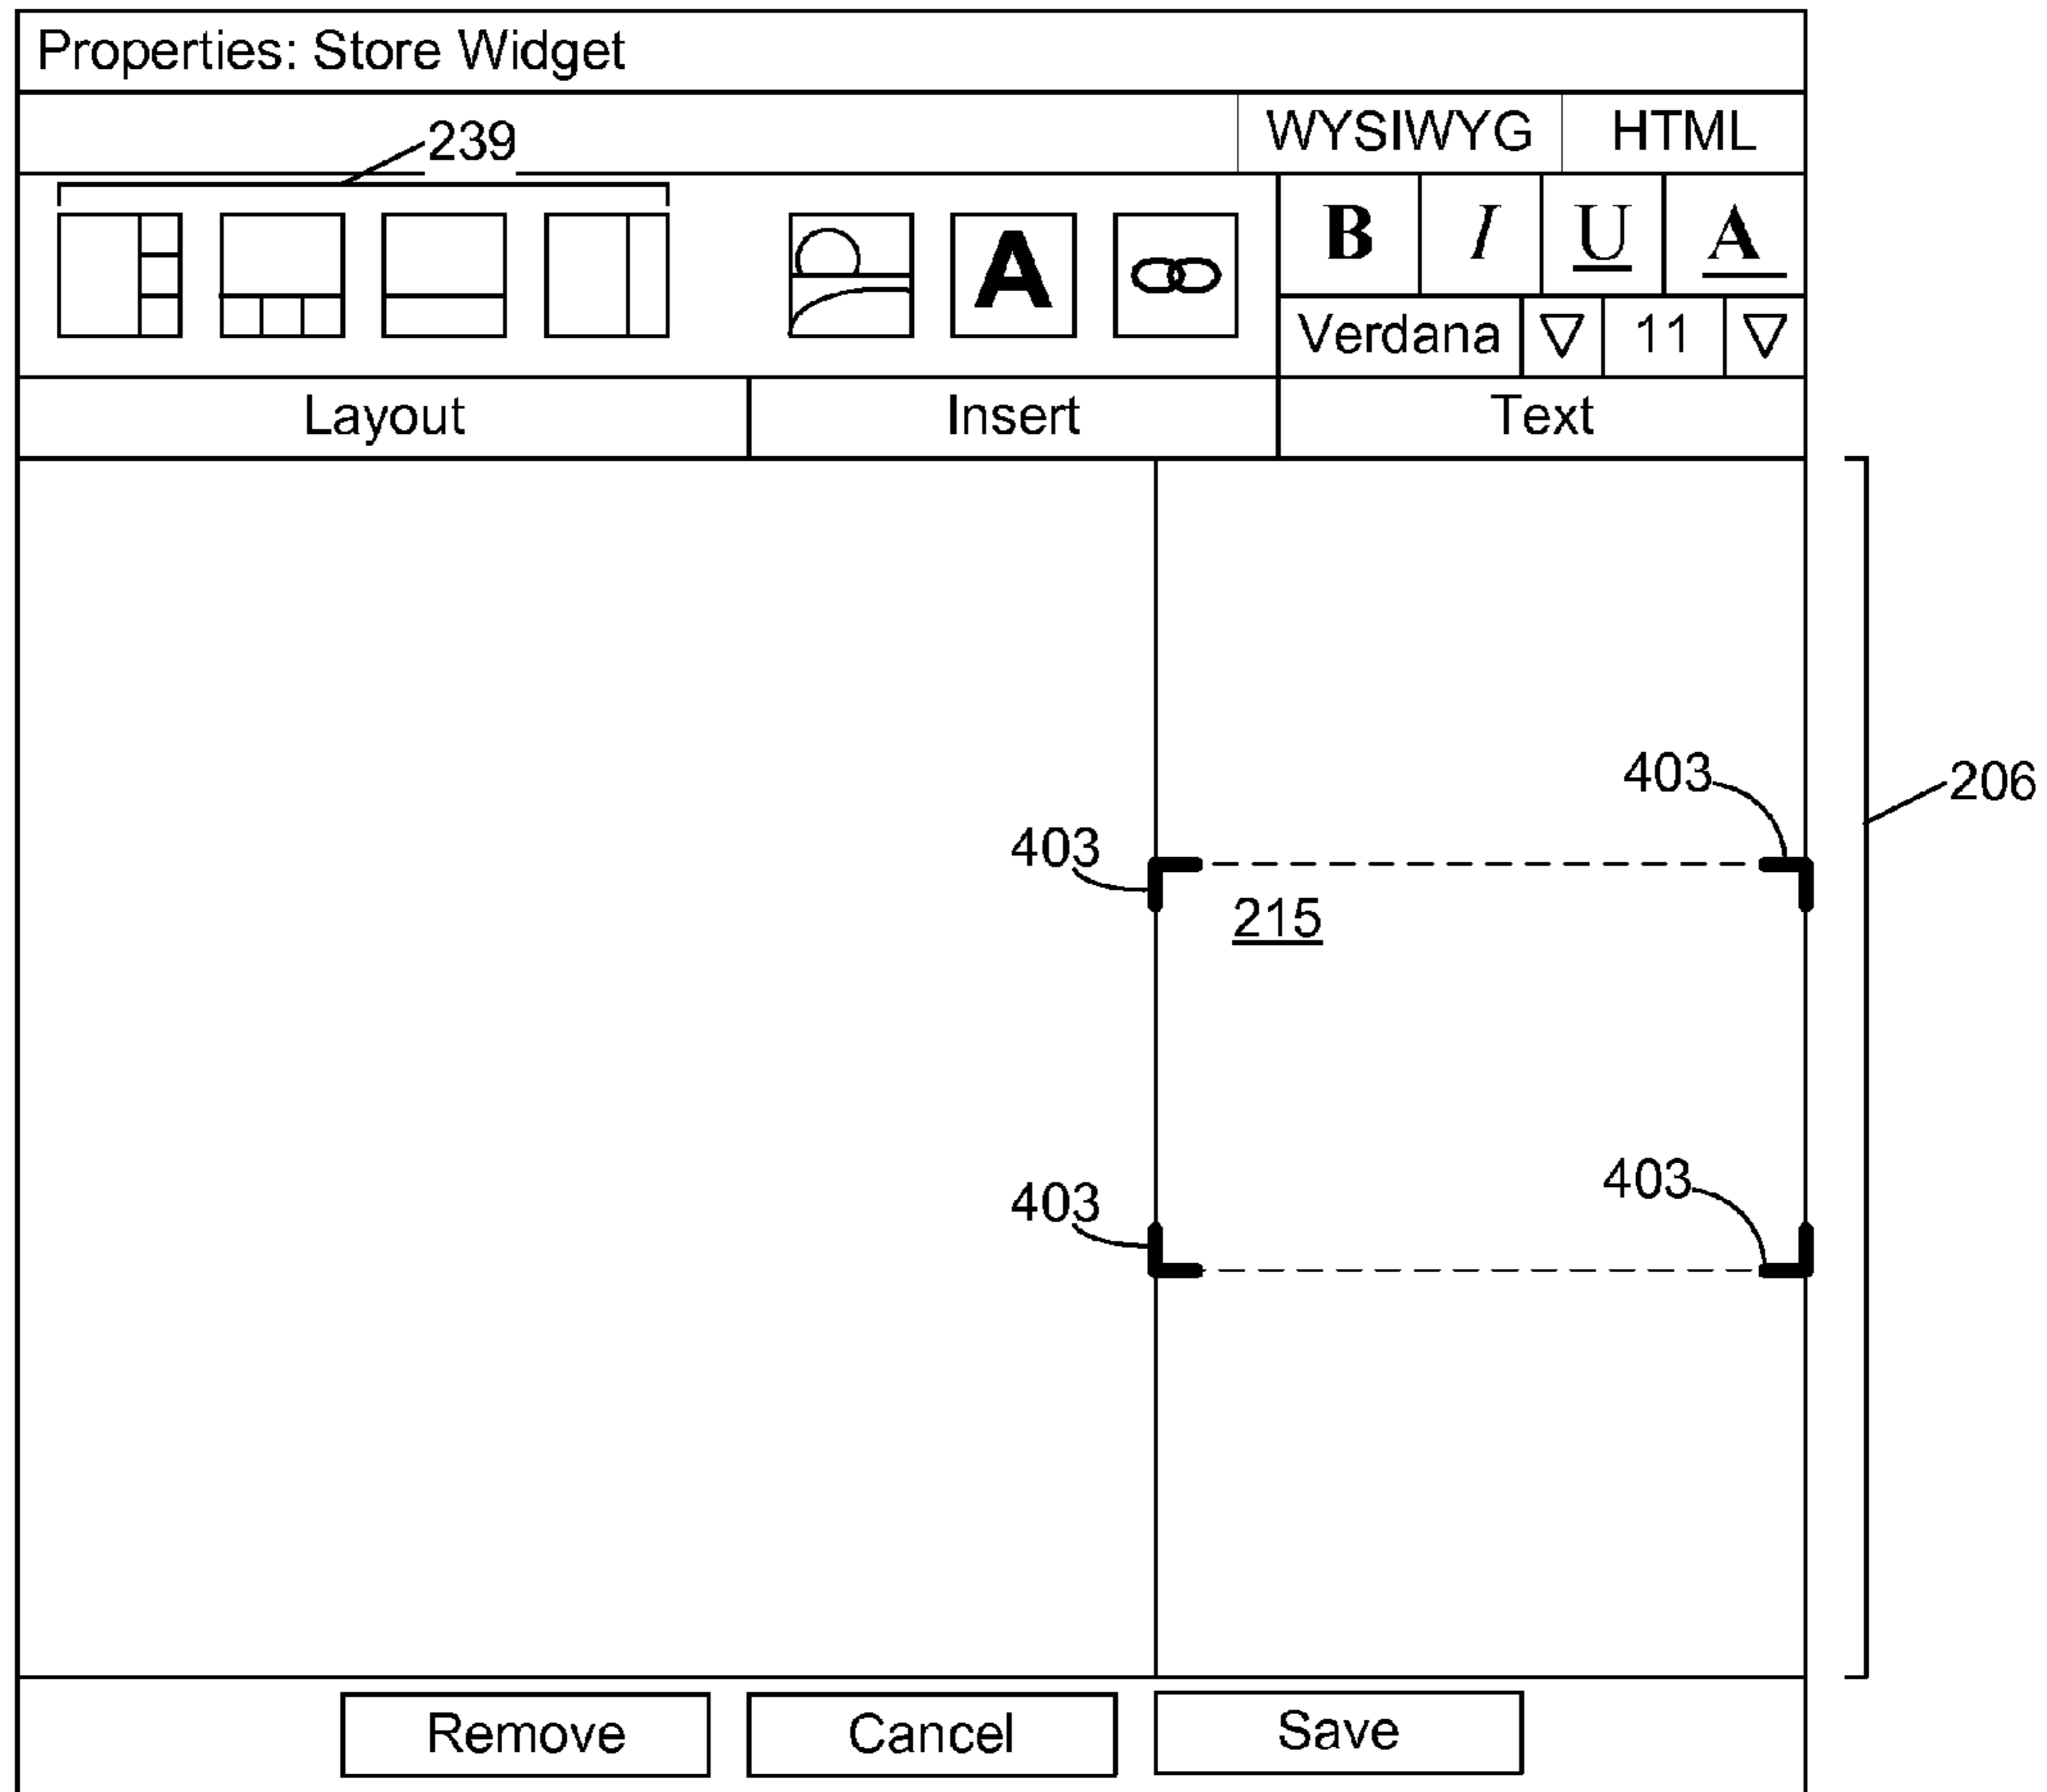 Properties: Store Widget
WYSIWYG HTML
239
B I U A
A
Verdana 11
Layout Insert Text
403
206
403
215
403
403
Remove Cancel Save